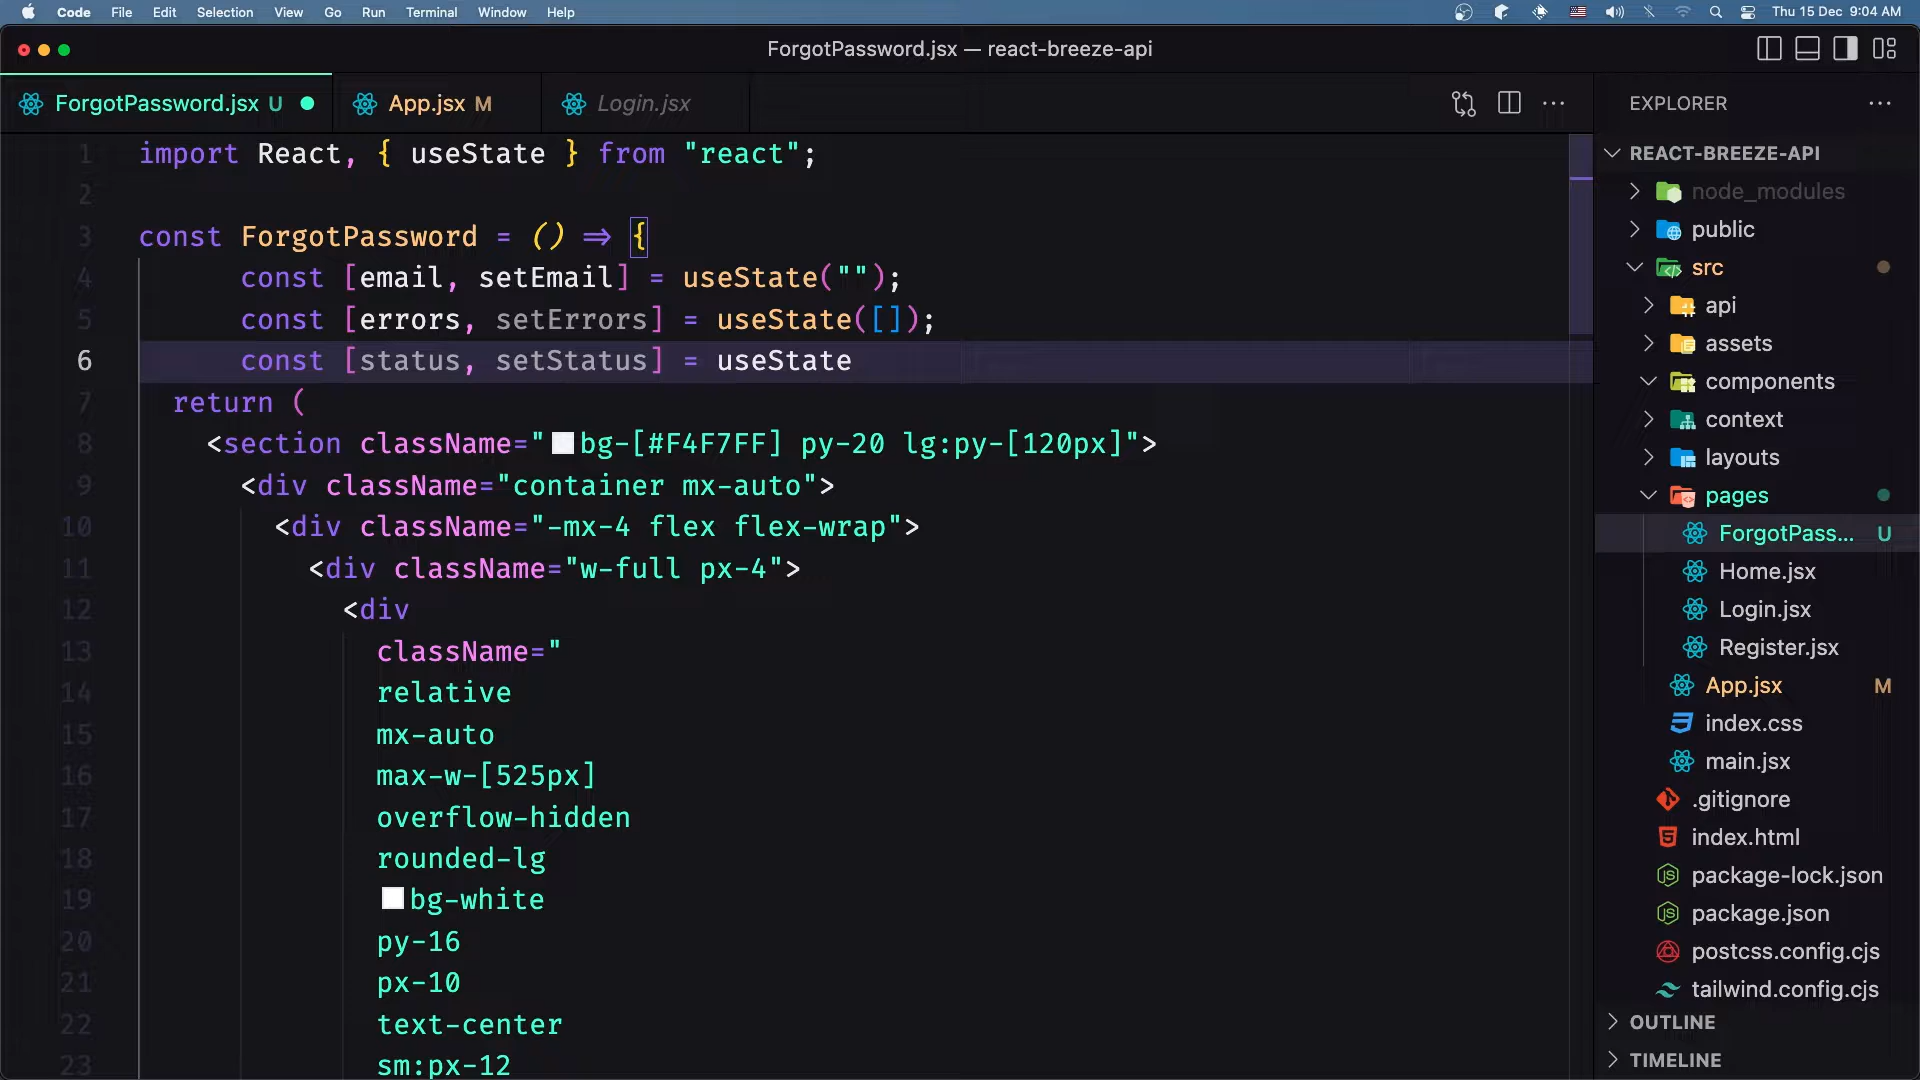 Code File Edit Selection View Go Run Terminal Window Help Thu 15 Dec 9:04 AM
ForgotPassword.jsx — react-breeze-api
ForgotPassword.jsx U App.jsx M Login.jsx
1 import React, { useState } from "react";
2
3 const ForgotPassword = () => {
4 const [email, setEmail] = useState("");
5 const [errors, setErrors] = useState([]);
6 const [status, setStatus] = useState
7 return (
8 <section className="bg-[#F4F7FF] py-20 lg:py-[120px]">
9 <div className="container mx-auto">
10 <div className="-mx-4 flex flex-wrap">
11 <div className="w-full px-4">
12 <div
13 className="
14 relative
15 mx-auto
16 max-w-[525px]
17 overflow-hidden
18 rounded-lg
19 bg-white
20 py-16
21 px-10
22 text-center
23 sm:px-12
EXPLORER
REACT-BREEZE-API
node_modules
public
src
api
assets
components
context
layouts
pages
ForgotPass... U
Home.jsx
Login.jsx
Register.jsx
App.jsx M
index.css
main.jsx
.gitignore
index.html
package-lock.json
package.json
postcss.config.cjs
tailwind.config.cjs
OUTLINE
TIMELINE